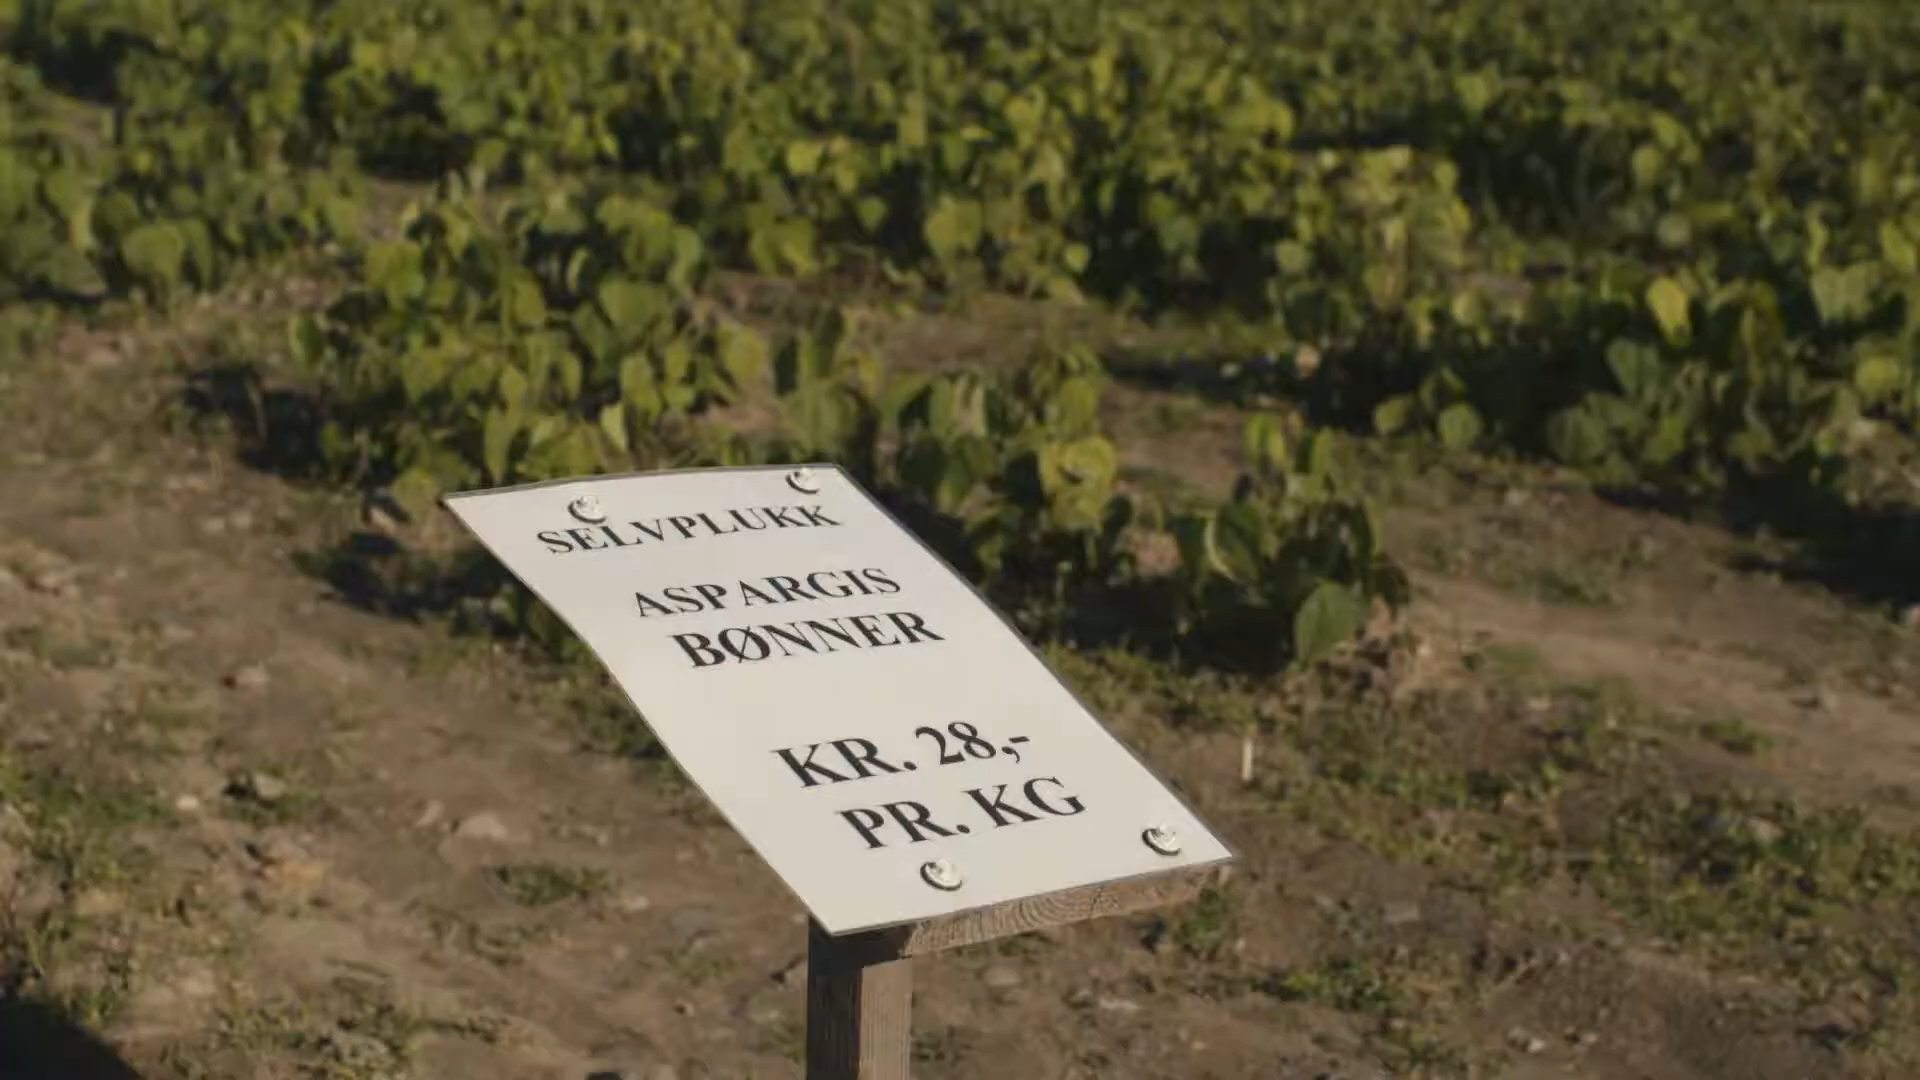 SELVPLUKK
ASPARGIS
BØNNER
KR. 28,-
PR. KG